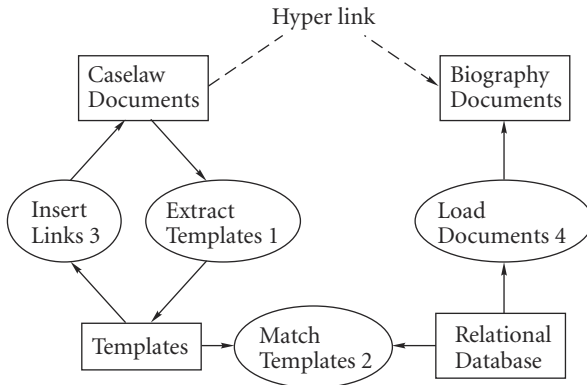 Hyper link
Caselaw
Documents
Biography
Documents
Insert
Links 3
Extract
Templates 1
Load
Documents 4
Templates
Match
Templates 2
Relational
Database